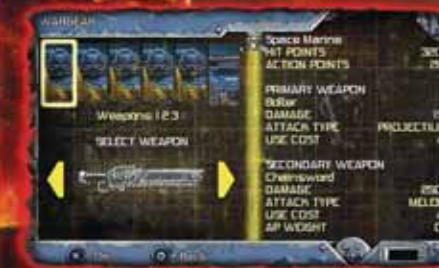 WARGEAR
Weapons 1 2 3
SELECT WEAPON
Space Marine
HIT POINTS
ACTION POINTS
PRIMARY WEAPON
Bolter
DAMAGE
ATTACK TYPE PROJECTILE
USE COST
SECONDARY WEAPON
Chainsword
DAMAGE
ATTACK TYPE
USE COST
AP WEIGHT
Back